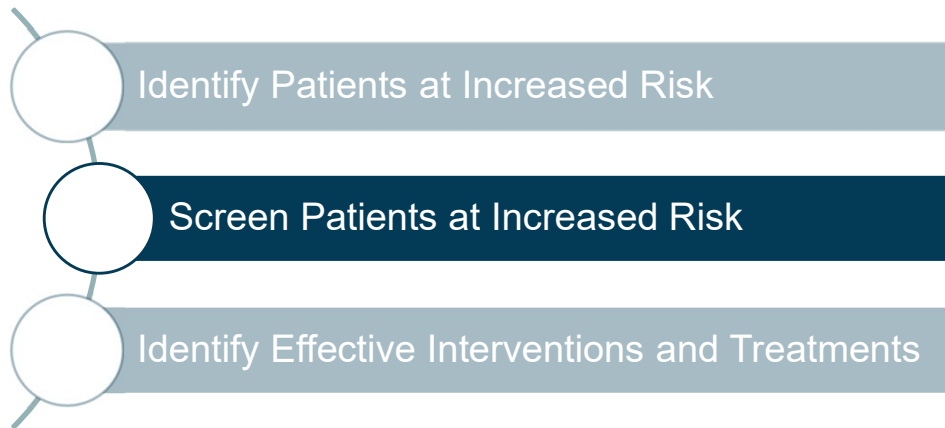 Identify Patients at Increased Risk
Screen Patients at Increased Risk
Identify Effective Interventions and Treatments